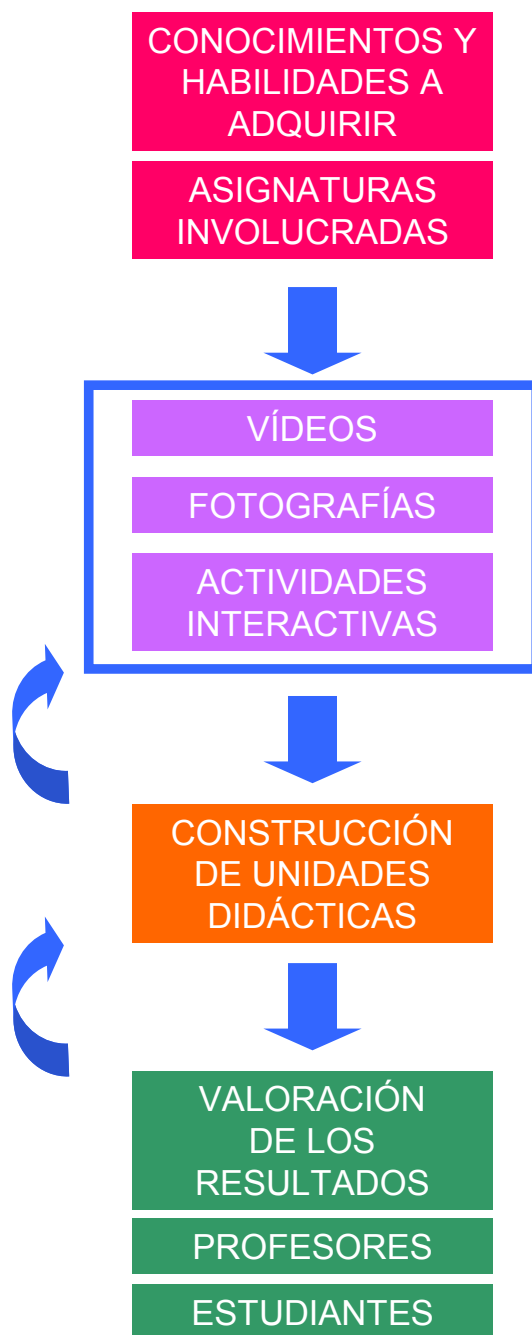 CONOCIMIENTOS Y
HABILIDADES A
ADQUIRIR
ASIGNATURAS
INVOLUCRADAS
VÍDEOS
FOTOGRAFÍAS
ACTIVIDADES
INTERACTIVAS
CONSTRUCCIÓN
DE UNIDADES
DIDÁCTICAS
VALORACIÓN
DE LOS
RESULTADOS
PROFESORES
ESTUDIANTES